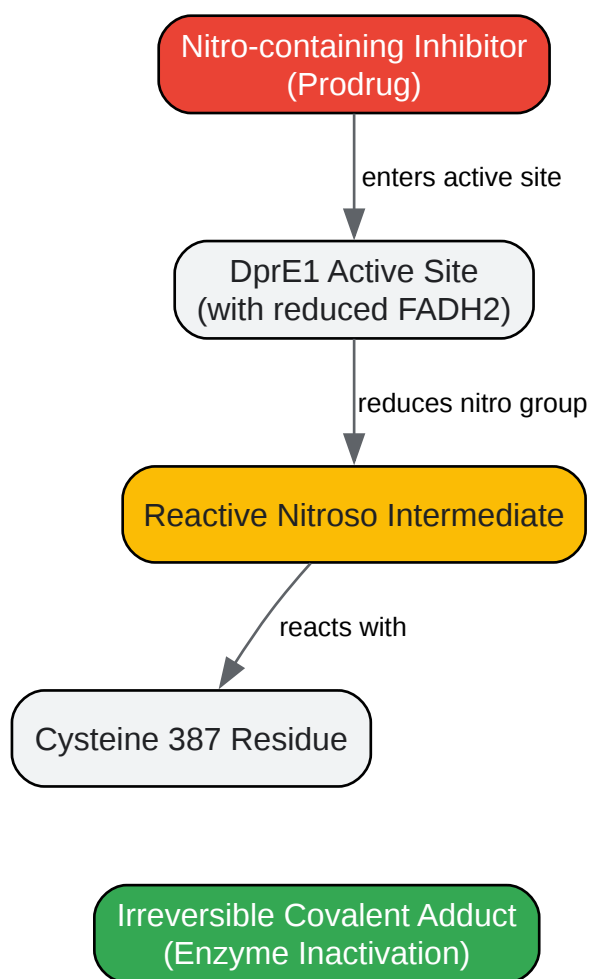 Nitro-containing Inhibitor
(Prodrug)
enters active site
DprE1 Active Site
(with reduced FADH2)
reduces nitro group
Reactive Nitroso Intermediate
reacts with
Cysteine 387 Residue
Irreversible Covalent Adduct
(Enzyme Inactivation)